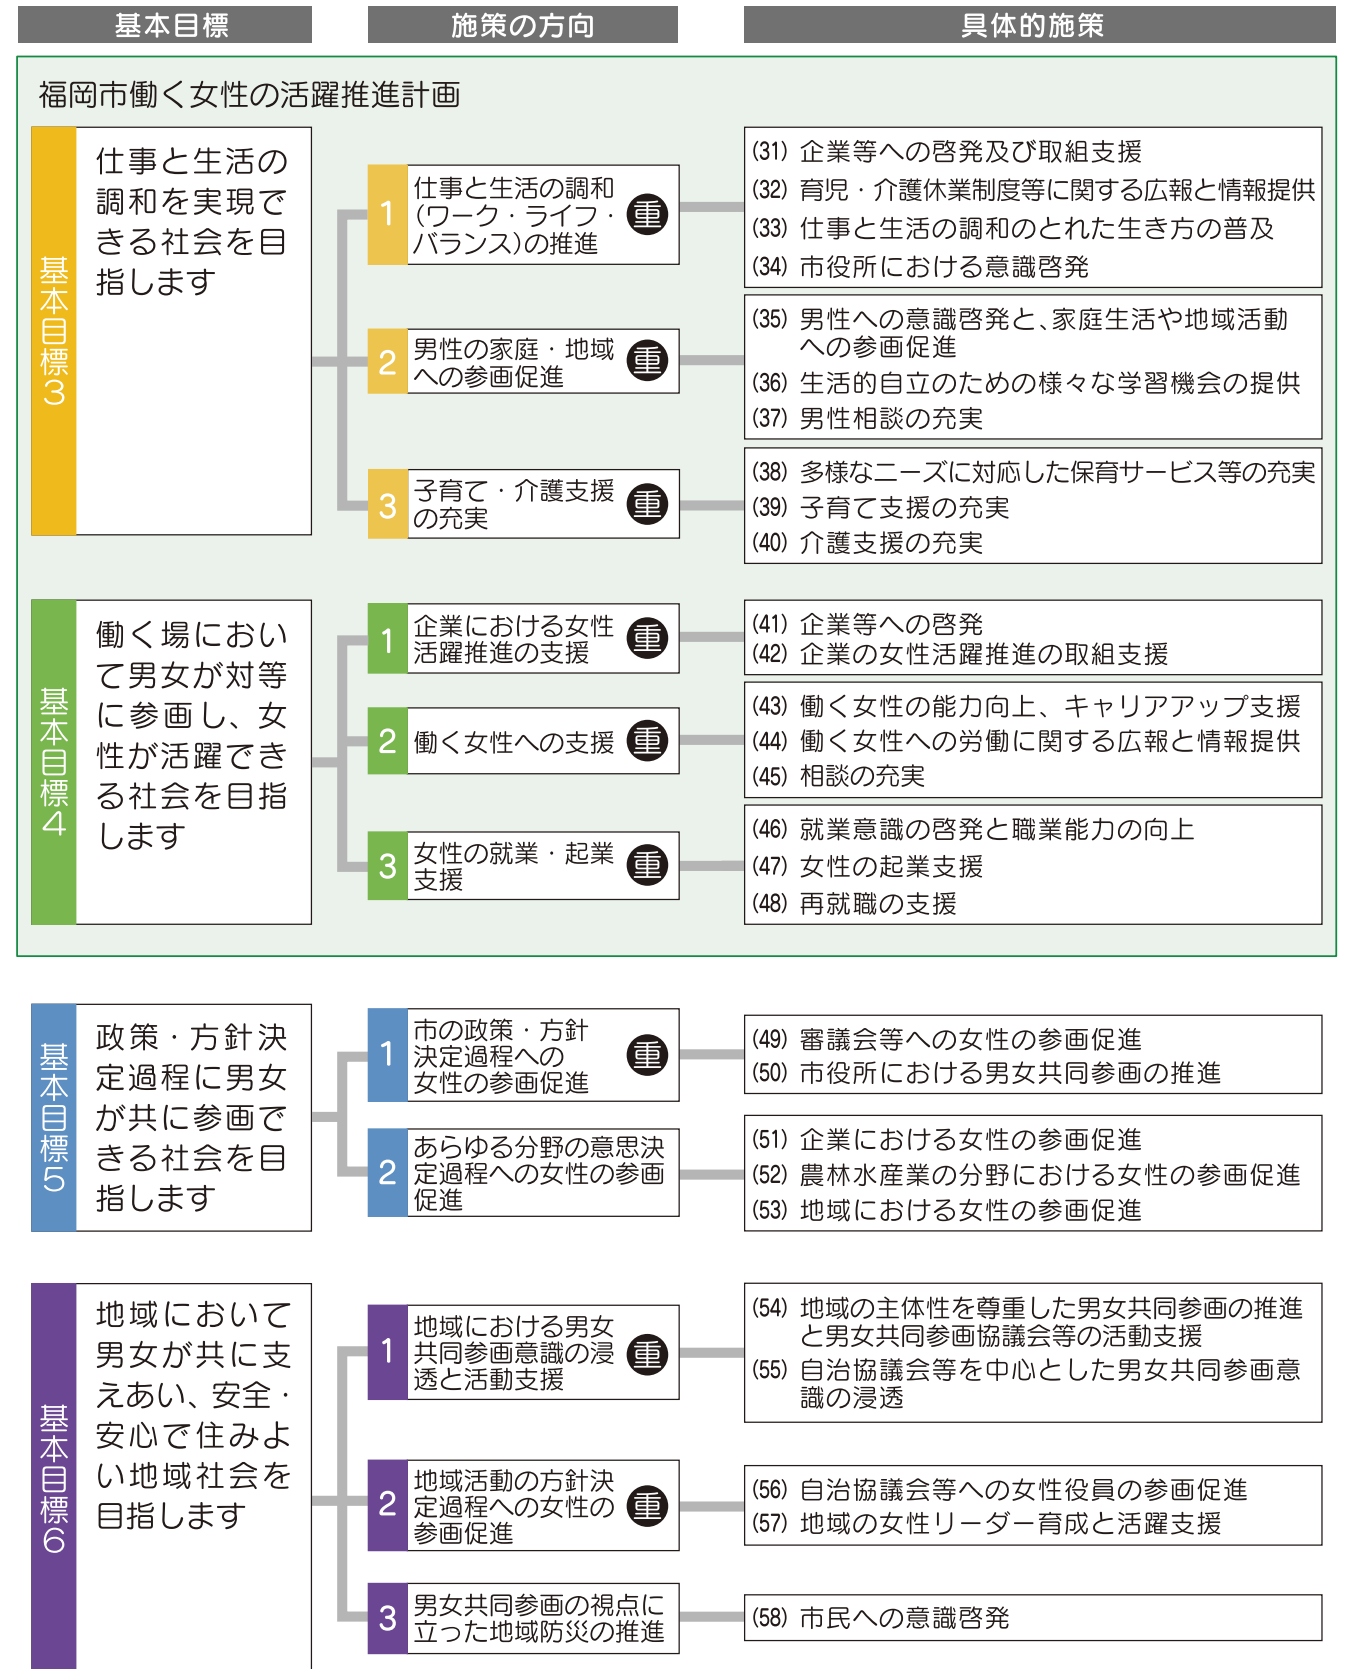 基本目標
施策の方向
具体的施策
福岡市働く女性の活躍推進計画
基本目標3
仕事と生活の
調和を実現で
きる社会を目
指します
1
仕事と生活の調和
(ワーク・ライフ・
バランス)の推進
重
(31) 企業等への啓発及び取組支援
(32) 育児・介護休業制度等に関する広報と情報提供
(33) 仕事と生活の調和のとれた生き方の普及
(34) 市役所における意識啓発
2
男性の家庭・地域
への参画促進
重
(35) 男性への意識啓発と、家庭生活や地域活動
への参画促進
(36) 生活的自立のための様々な学習機会の提供
(37) 男性相談の充実
3
子育て・介護支援
の充実
重
(38) 多様なニーズに対応した保育サービス等の充実
(39) 子育て支援の充実
(40) 介護支援の充実
基本目標4
働く場におい
て男女が対等
に参画し、女
性が活躍でき
る社会を目指
します
1
企業における女性
活躍推進の支援
重
(41) 企業等への啓発
(42) 企業の女性活躍推進の取組支援
2
働く女性への支援
重
(43) 働く女性の能力向上、キャリアアップ支援
(44) 働く女性への労働に関する広報と情報提供
(45) 相談の充実
3
女性の就業・起業
支援
重
(46) 就業意識の啓発と職業能力の向上
(47) 女性の起業支援
(48) 再就職の支援
基本目標5
政策・方針決
定過程に男女
が共に参画で
きる社会を目
指します
1
市の政策・方針
決定過程への
女性の参画促進
重
(49) 審議会等への女性の参画促進
(50) 市役所における男女共同参画の推進
2
あらゆる分野の意思決
定過程への女性の参画
促進
(51) 企業における女性の参画促進
(52) 農林水産業の分野における女性の参画促進
(53) 地域における女性の参画促進
基本目標6
地域において
男女が共に支
えあい、安全・
安心で住みよ
い地域社会を
目指します
1
地域における男女
共同参画意識の浸
透と活動支援
重
(54) 地域の主体性を尊重した男女共同参画の推進
と男女共同参画協議会等の活動支援
(55) 自治協議会等を中心とした男女共同参画意
識の浸透
2
地域活動の方針決
定過程への女性の
参画促進
重
(56) 自治協議会等への女性役員の参画促進
(57) 地域の女性リーダー育成と活躍支援
3
男女共同参画の視点に
立った地域防災の推進
(58) 市民への意識啓発